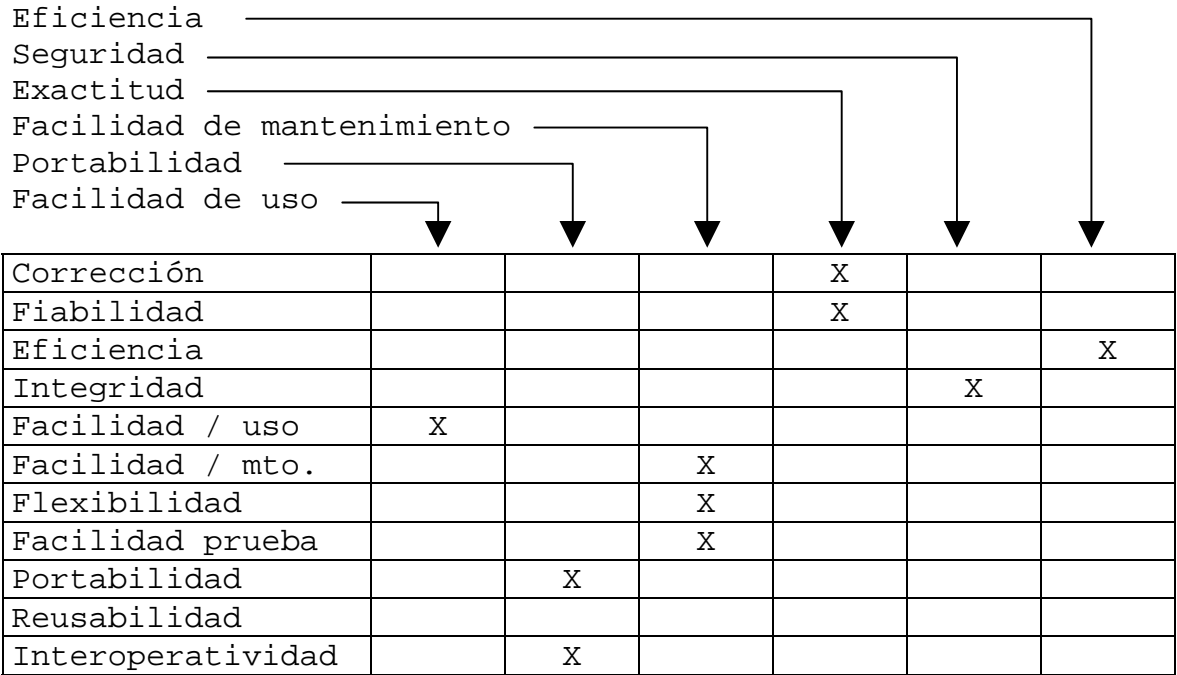 Eficiencia
Seguridad
Exactitud
Facilidad de mantenimiento
Portabilidad
Facilidad de uso
Corrección X
Fiabilidad X
Eficiencia X
Integridad X
Facilidad / uso X
Facilidad / mto. X
Flexibilidad X
Facilidad prueba X
Portabilidad X
Reusabilidad
Interoperatividad X